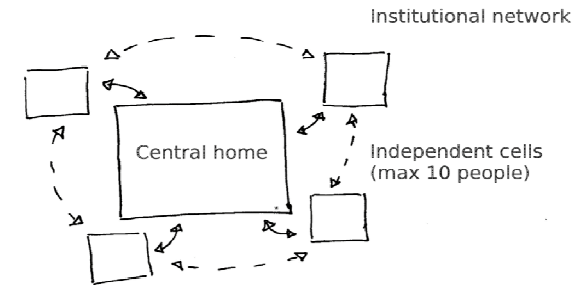 Institutional network
Central home
Independent cells
(max 10 people)